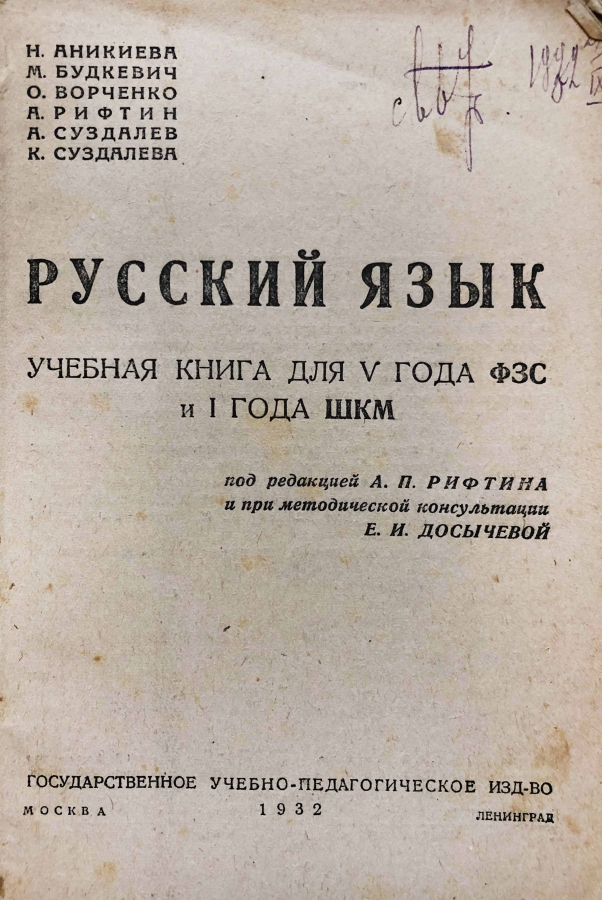 Н. АНИКИЕВА
М. БУДКЕВИЧ
О. ВОРЧЕНКО
А. РИФТИН
А. СУЗДАЛЕВ
К. СУЗДАЛЕВА
РУССКИЙ ЯЗЫК
УЧЕБНАЯ КНИГА ДЛЯ V ГОДА ФЗС
и I ГОДА ШКМ
под редакцией А. П. РИФТИНА
и при методической консультации
Е. И. ДОСЫЧЕВОЙ
ГОСУДАРСТВЕННОЕ УЧЕБНО-ПЕДАГОГИЧЕСКОЕ ИЗД-ВО
МОСКВА 1932 ЛЕНИНГРАД